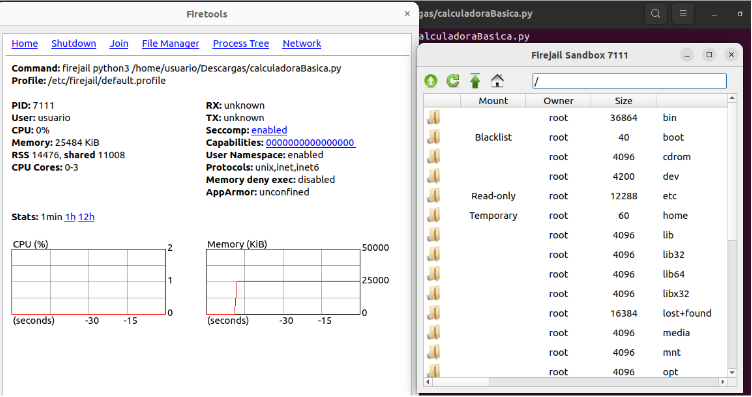 Firetools
×
Home Shutdown Join File Manager Process Tree Network
Command: firejail python3 /home/usuario/Descargas/calculadoraBasica.py
Profile: /etc/firejail/default.profile
PID: 7111
User: usuario
CPU: 0%
Memory: 25484 KiB
RSS 14476, shared 11008
CPU Cores: 0-3
RX: unknown
TX: unknown
Seccomp: enabled
Capabilities: 0000000000000000
User Namespace: enabled
Protocols: unix,inet,inet6
Memory deny exec: disabled
AppArmor: unconfined
Stats: 1min 1h 12h
CPU (%)
2
1
0
(seconds) -30 -15
Memory (KiB)
50000
25000
0
(seconds) -30 -15
gas/calculadoraBasica.py
alculadoraBasica.py
Firejail Sandbox 7111
/
Mount Owner Size
root 36864 bin
Blacklist root 40 boot
root 4096 cdrom
root 4200 dev
Read-only root 12288 etc
Temporary root 60 home
root 4096 lib
root 4096 lib32
root 4096 lib64
root 4096 libx32
root 16384 lost+found
root 4096 media
root 4096 mnt
root 4096 opt